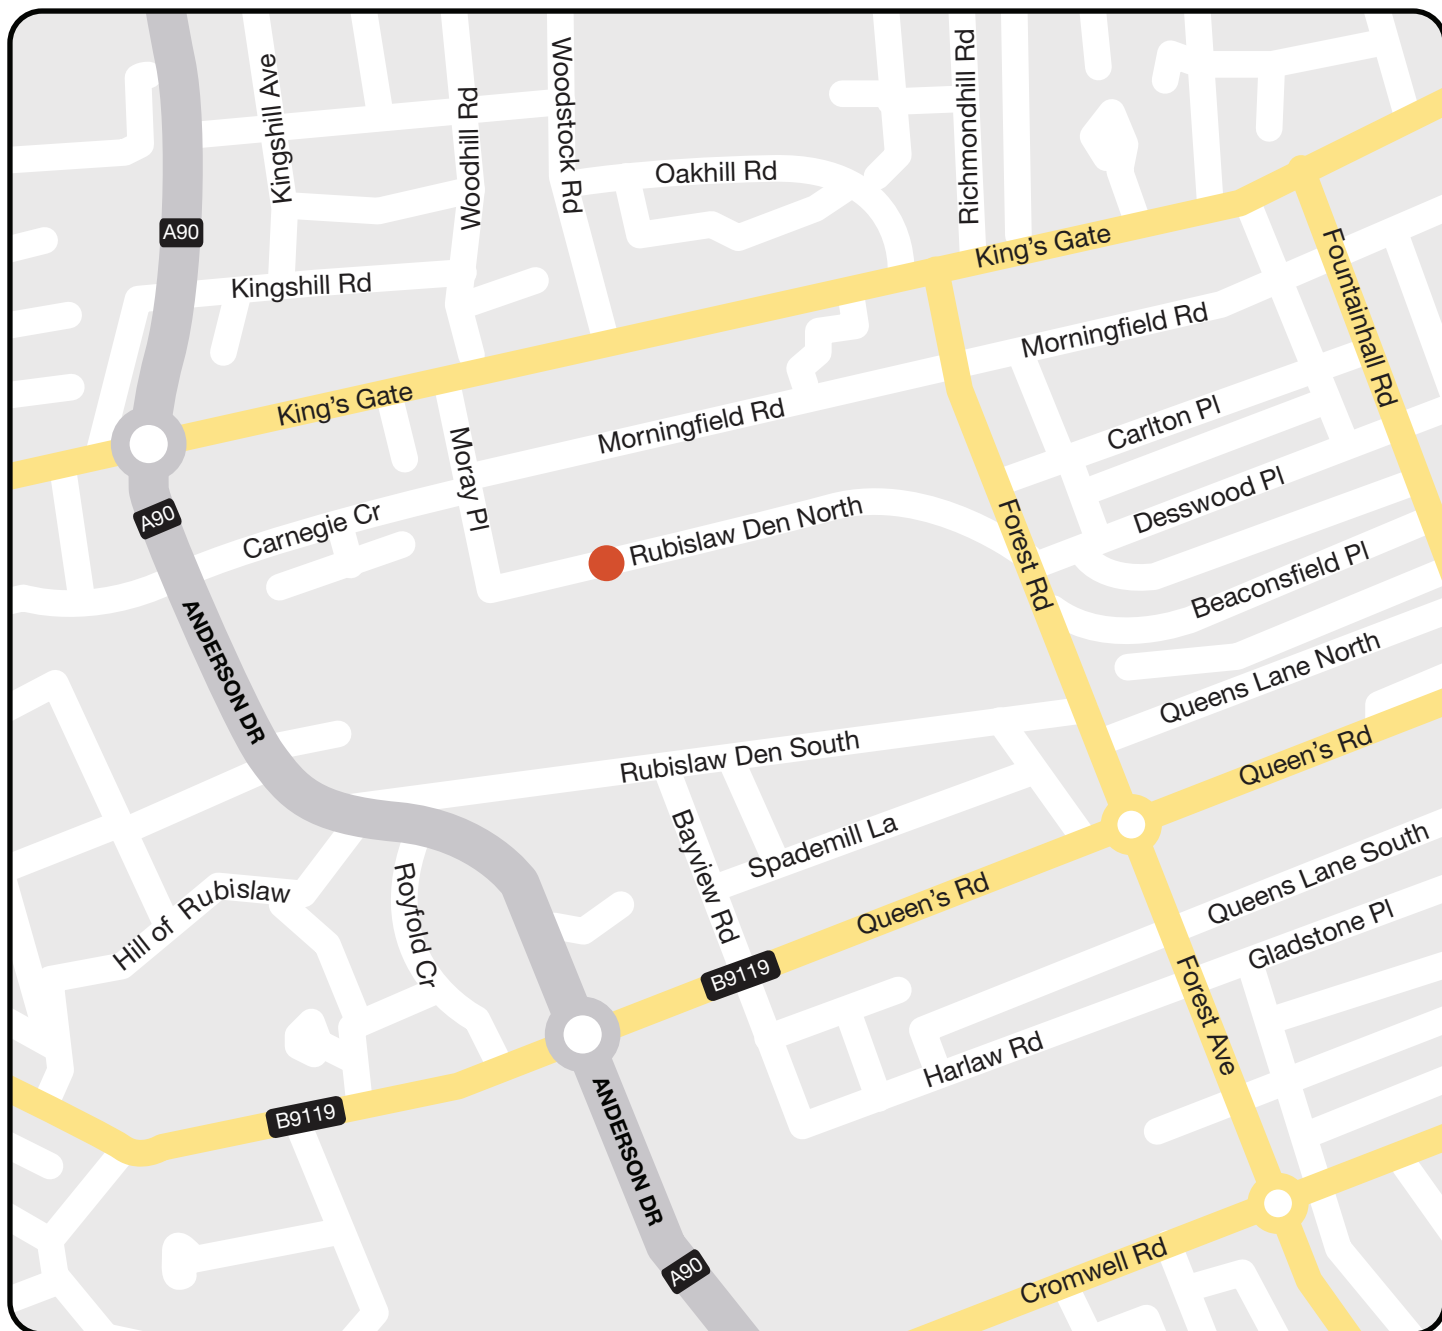 Kingshill Ave
Woodhill Rd
Woodstock Rd
Oakhill Rd
Richmondhill Rd
A90
Kingshill Rd
King’s Gate
Fountainhall Rd
Morningfield Rd
King’s Gate
Morningfield Rd
Carlton Pl
Moray Pl
Desswood Pl
A90
Carnegie Cr
Rubislaw Den North
Forest Rd
Beaconsfield Pl
ANDERSON DR
Queens Lane North
Rubislaw Den South
Queen’s Rd
Bayview Rd
Spademill La
Queens Lane South
Hill of Rubislaw
Royfold Cr
Queen’s Rd
Gladstone Pl
B9119
Forest Ave
Harlaw Rd
B9119
ANDERSON DR
A90
Cromwell Rd